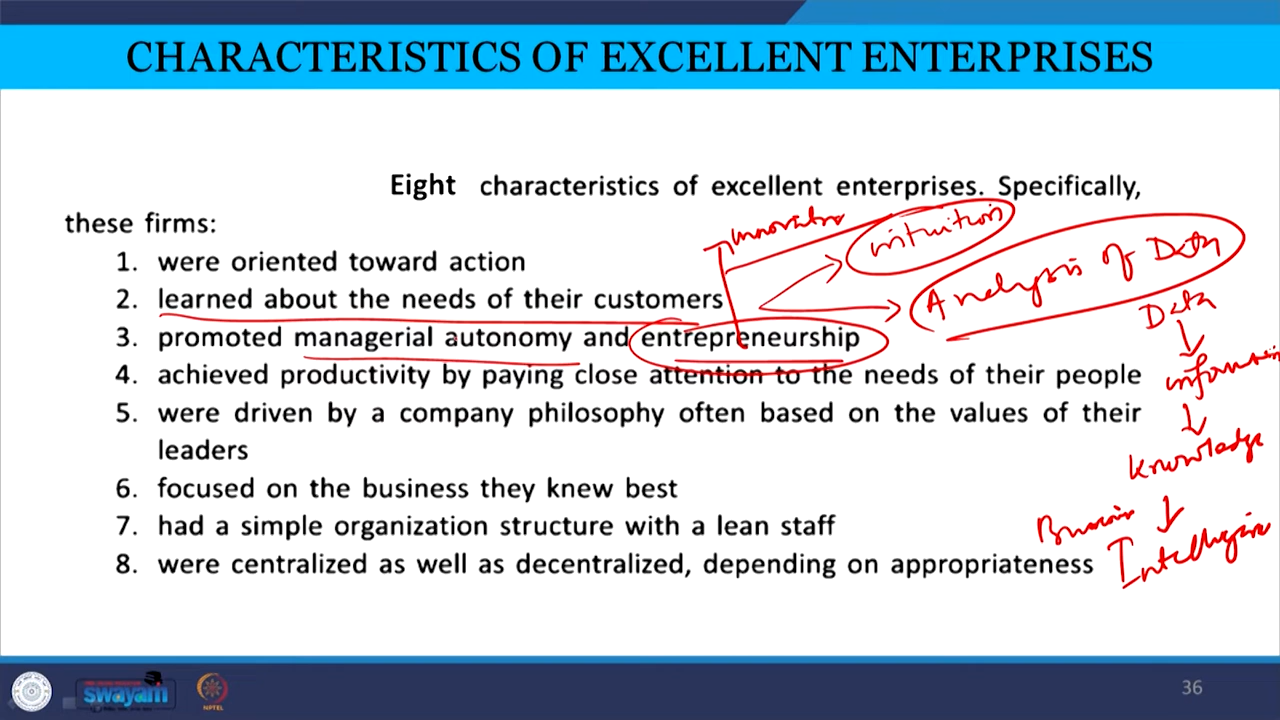 CHARACTERISTICS OF EXCELLENT ENTERPRISES
Eight characteristics of excellent enterprises. Specifically,
these firms:
1. were oriented toward action
2. learned about the needs of their customers
3. promoted managerial autonomy and entrepreneurship
4. achieved productivity by paying close attention to the needs of their people
5. were driven by a company philosophy often based on the values of their
leaders
6. focused on the business they knew best
7. had a simple organization structure with a lean staff
8. were centralized as well as decentralized, depending on appropriateness
intuition
Analysis of Data
Data
Knowledge
swayam
NPTEL
36